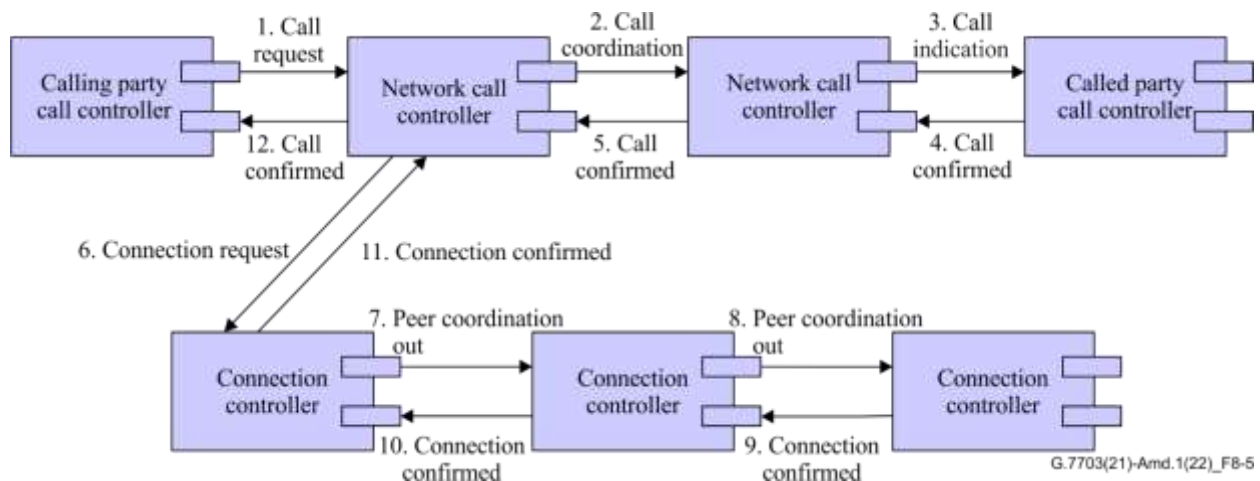 1. Call
request
2. Call
coordination
3. Call
indication
Calling party
call controller
Network call
controller
Network call
controller
Called party
call controller
12. Call
confirmed
5. Call
confirmed
4. Call
confirmed
6. Connection request
11. Connection confirmed
7. Peer coordination
out
8. Peer coordination
out
Connection
controller
Connection
controller
Connection
controller
10. Connection
confirmed
9. Connection
confirmed
G.7703(21)-Amd.1(22)_F8-5